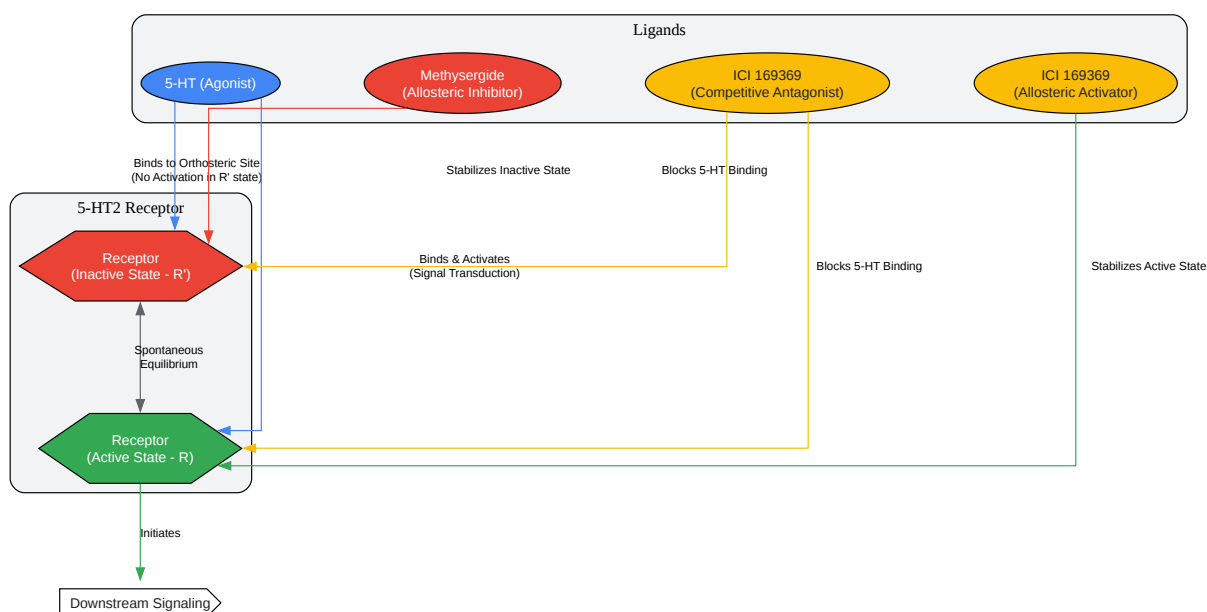 Ligands
5-HT (Agonist)
Methysergide
(Allosteric Inhibitor)
ICI 169369
(Competitive Antagonist)
ICI 169369
(Allosteric Activator)
Binds to Orthosteric Site
(No Activation in R' state)
Stabilizes Inactive State
Blocks 5-HT Binding
5-HT2 Receptor
Receptor
(Inactive State - R')
Binds & Activates
(Signal Transduction)
Blocks 5-HT Binding
Stabilizes Active State
Spontaneous
Equilibrium
Receptor
(Active State - R)
Initiates
Downstream Signaling